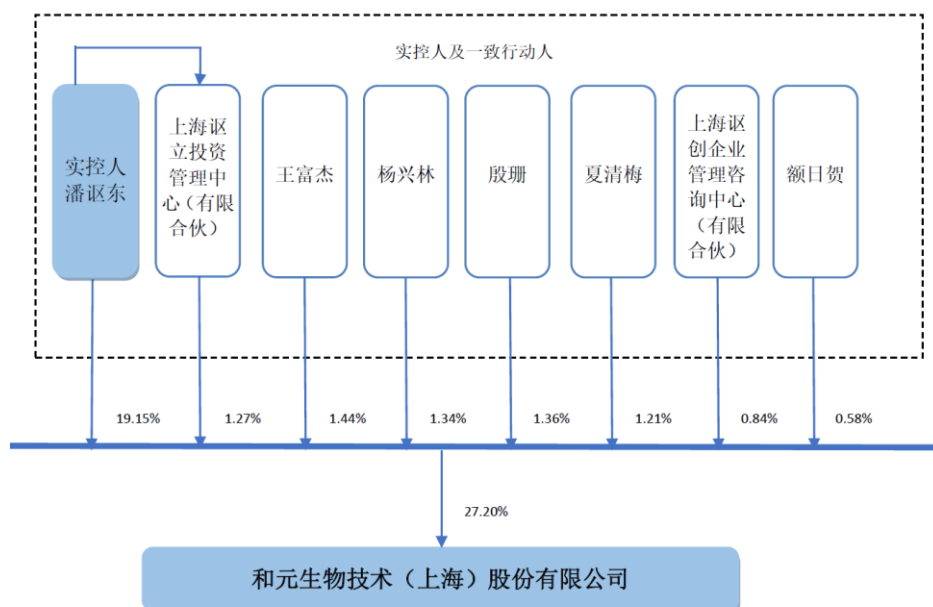 实控人及一致行动人
实控人
潘讴东
上海讴
立投资
管理中
心（有限
合伙）
王富杰
杨兴林
殷珊
夏清梅
上海讴
创企业
管理咨
询中心
（有限
合伙）
额日贺
19.15%
1.27%
1.44%
1.34%
1.36%
1.21%
0.84%
0.58%
27.20%
和元生物技术（上海）股份有限公司